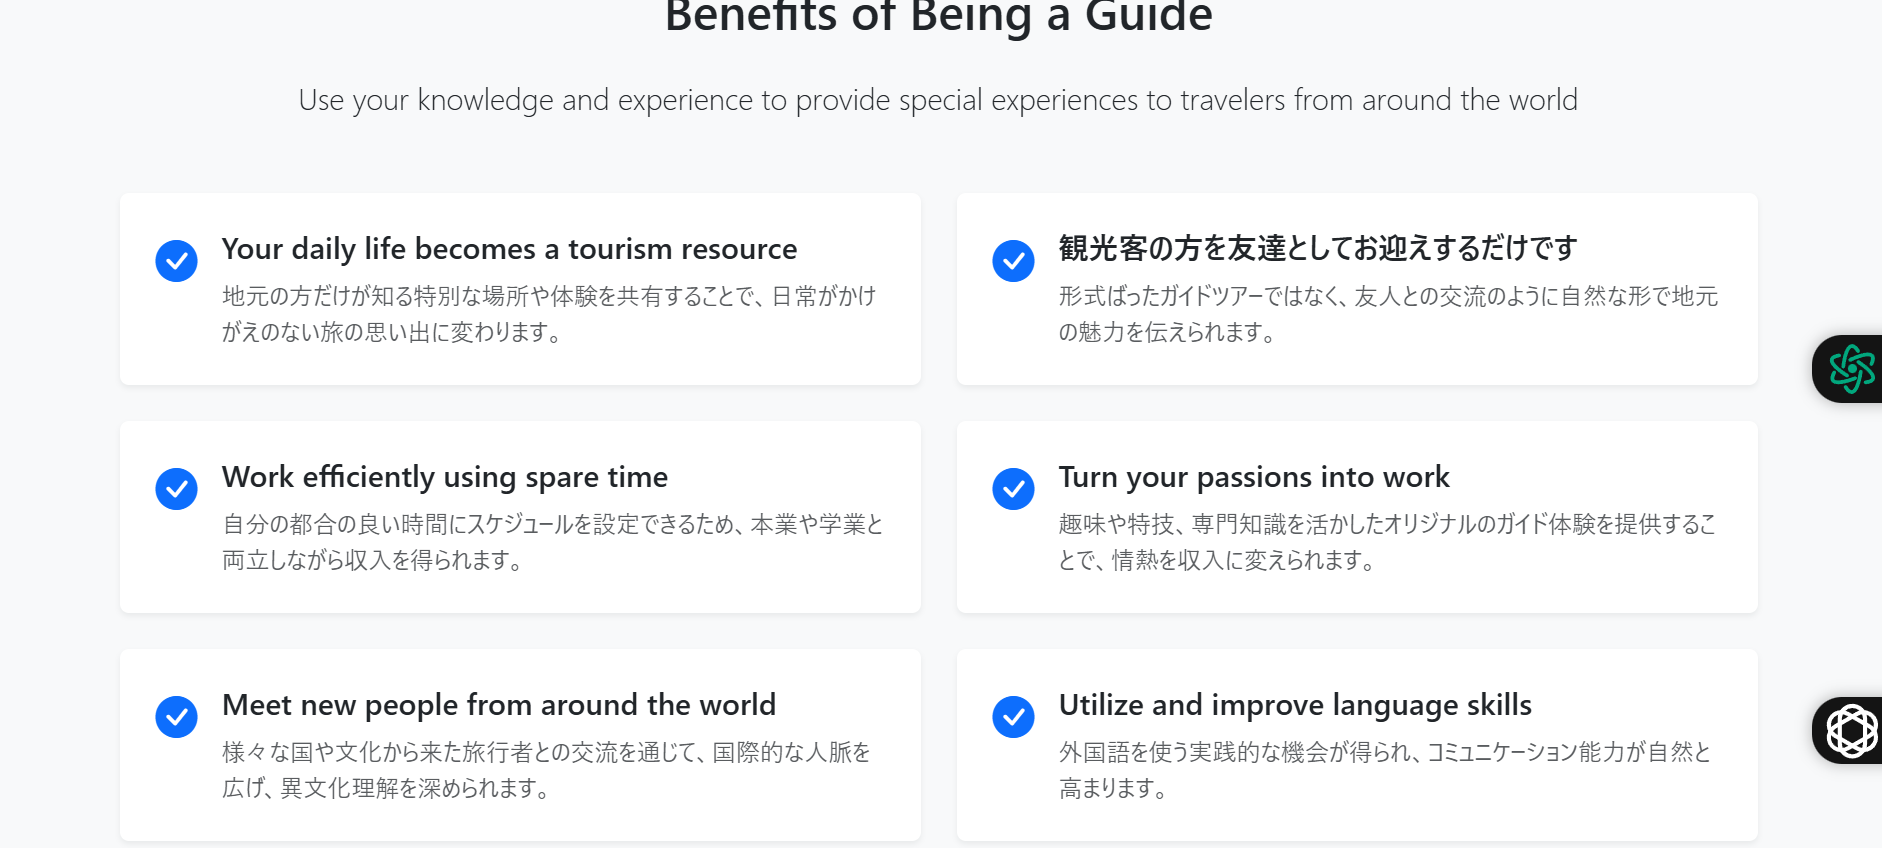 Benefits of Being a Guide
Use your knowledge and experience to provide special experiences to travelers from around the world
Your daily life becomes a tourism resource
地元の方だけが知る特別な場所や体験を共有することで、日常がかけ
がえのない旅の思い出に変わります。
観光客の方を友達としてお迎えするだけです
形式ばったガイドツアーではなく、友人との交流のように自然な形で地元
の魅力を伝えられます。
Work efficiently using spare time
自分の都合の良い時間にスケジュールを設定できるため、本業や学業と
両立しながら収入を得られます。
Turn your passions into work
趣味や特技、専門知識を活かしたオリジナルのガイド体験を提供するこ
とで、情熱を収入に変えられます。
Meet new people from around the world
様々な国や文化から来た旅行者との交流を通じて、国際的な人脈を
広げ、異文化理解を深められます。
Utilize and improve language skills
外国語を使う実践的な機会が得られ、コミュニケーション能力が自然と
高まります。